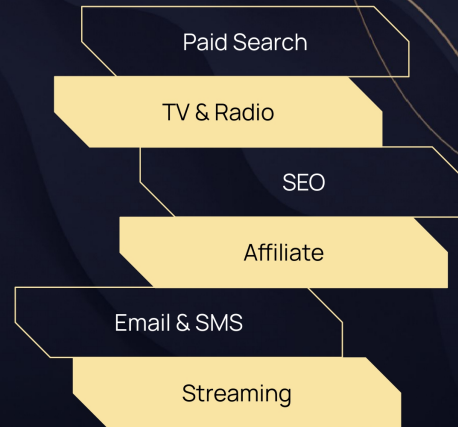 Paid Search
TV & Radio
SEO
Affiliate
Email & SMS
Streaming